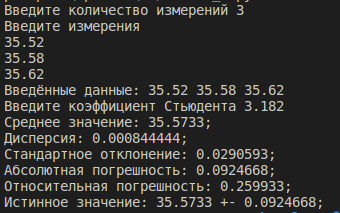 Введите количество измерений 3
Введите измерения
35.52
35.58
35.62
Введённые данные: 35.52 35.58 35.62
Введите коэффициент Стьюдента 3.182
Среднее значение: 35.5733;
Дисперсия: 0.000844444;
Стандартное отклонение: 0.0290593;
Абсолютная погрешность: 0.0924668;
Относительная погрешность: 0.259933;
Истинное значение: 35.5733 +- 0.0924668;